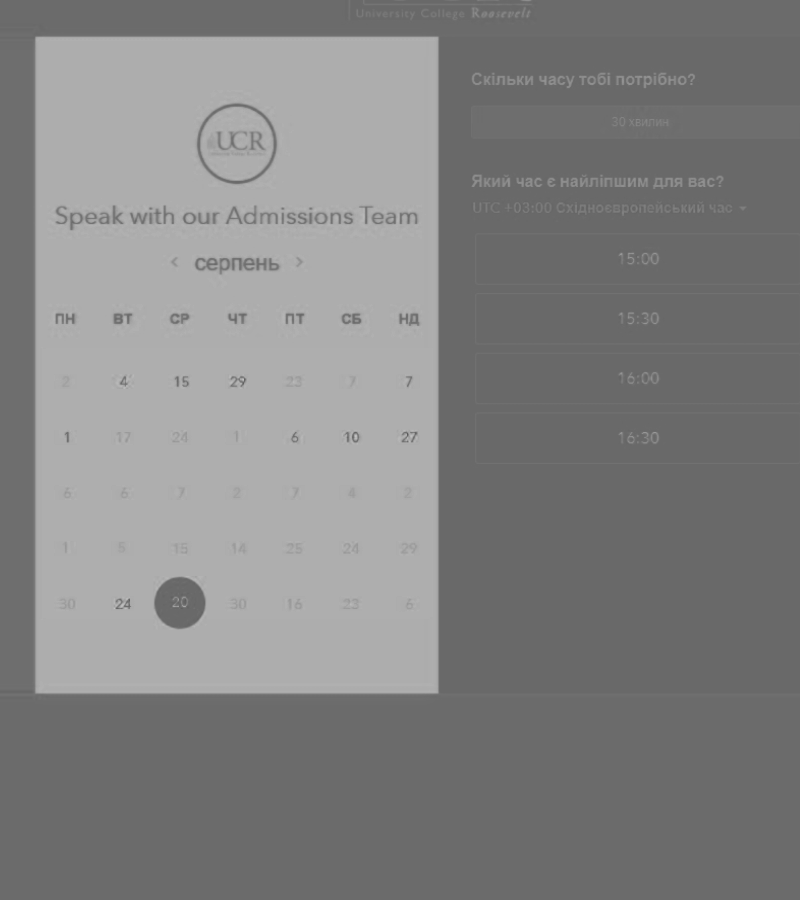 University College Roosevelt
UCR
Speak with our Admissions Team
< серпень >
ПН ВТ СР ЧТ ПТ СБ НД
2 4 15 29 23 7 7
1 17 24 1 6 10 27
6 6 7 2 7 4 2
1 5 15 14 25 24 29
30 24 20 30 16 23 6
Скільки часу тобі потрібно?
30 хвилин
Який час є найліпшим для вас?
UTC +03:00 Східноєвропейський час
15:00
15:30
16:00
16:30